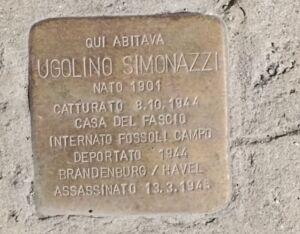 QUI ABITAVA
UGOLINO SIMONAZZI
NATO 1901
CATTURATO 8.10.1944
CASA DEL FASCIO
INTERNATO FOSSOLI CAMPO
DEPORTATO 1944
BRANDENBURG / HAVEL
ASSASSINATO 13.3.1945